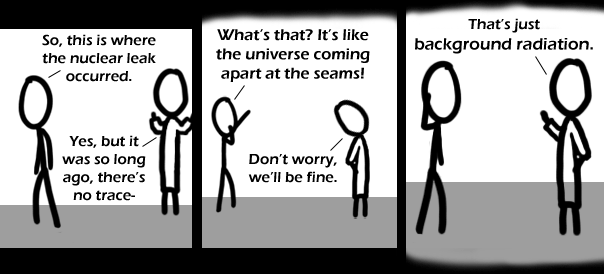 So, this is where
the nuclear leak
occurred.
Yes, but it
was so long
ago, there's
no trace-
What's that? It's like
the universe coming
apart at the seams!
Don't worry,
we'll be fine.
That's just
background radiation.